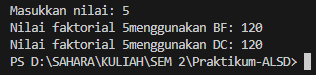 Masukkan nilai: 5
Nilai faktorial 5menggunakan BF: 120
Nilai faktorial 5menggunakan DC: 120
PS D:\SAHARA\KULIAH\SEM 2\Praktikum-ALSD>